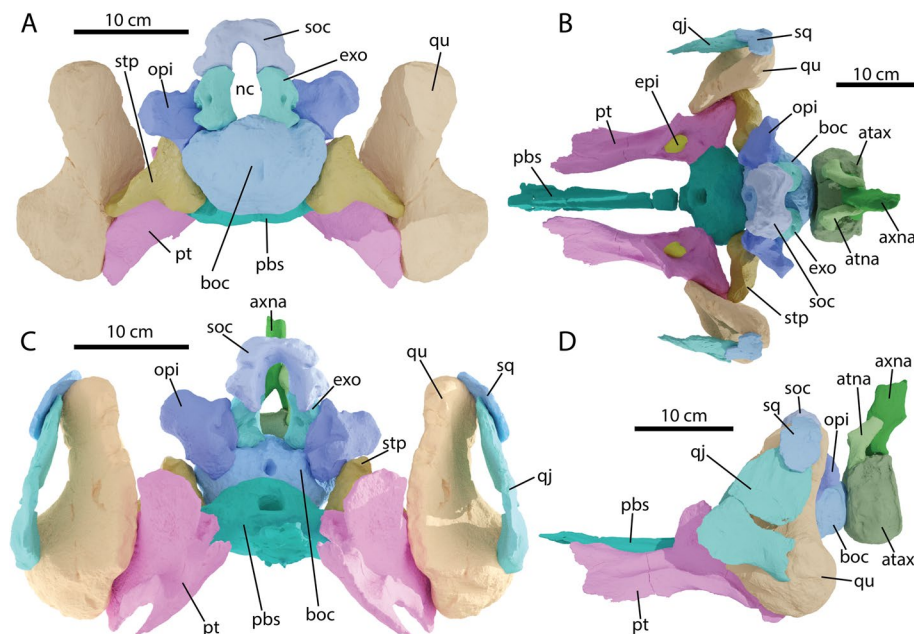 A
10 cm
soc
qu
stp
opi
exo
nc
pt
boc
pbs
B
qj
sq
qu
10 cm
epi
opi
pt
boc
atax
pbs
axna
atna
exo
soc
stp
C
10 cm
axna
soc
qu
sq
opi
exo
stp
qj
pt
pbs
boc
D
10 cm
axna
soc
atna
sq
opi
qj
pbs
boc
atax
qu
pt